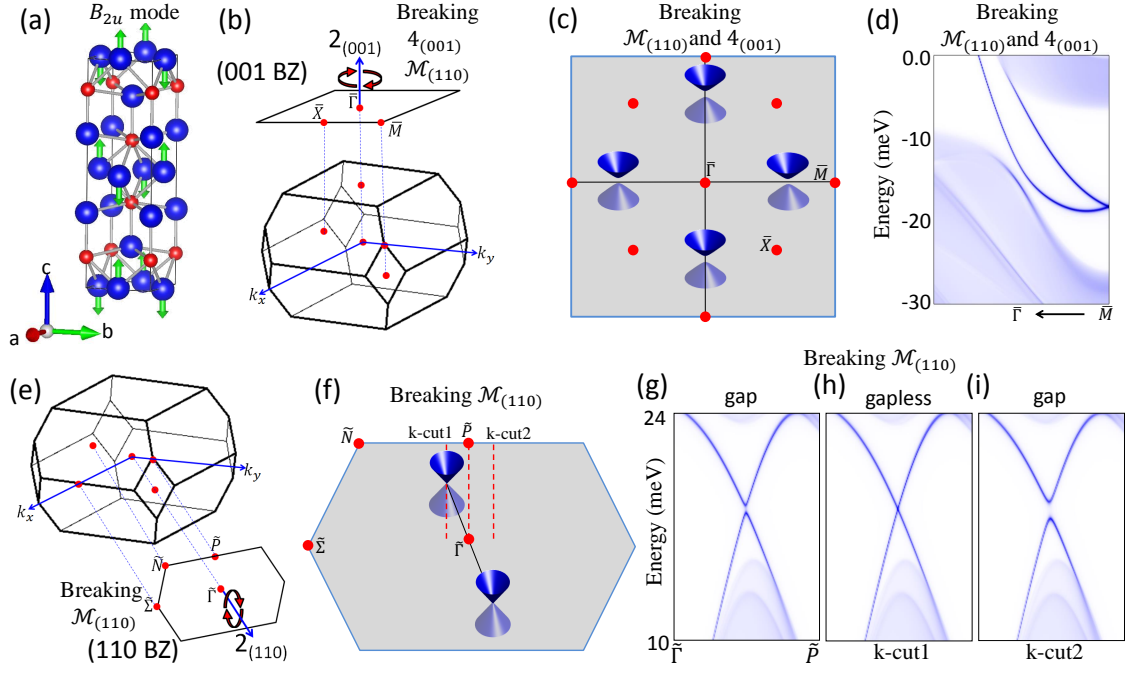 (a)
B₂ᵤ mode
c
a
b
(b)
Breaking
4₍₀₀₁₎
ℳ₍₁₁₀₎
2₍₀₀₁₎
(001 BZ)
Γ̅
X̅
M̅
kₓ
k_y
(c)
Breaking
ℳ₍₁₁₀₎ and 4₍₀₀₁₎
Γ̅
M̅
X̅
(d)
Breaking
ℳ₍₁₁₀₎ and 4₍₀₀₁₎
Energy (meV)
0.0
-10
-20
-30
Γ̅
M̅
(e)
kₓ
k_y
P̃
Ñ
Σ̃
Γ̃
Breaking
ℳ₍₁₁₀₎
(110 BZ)
2₍₁₁₀₎
(f)
Breaking ℳ₍₁₁₀₎
Ñ
k-cut1
P̃
k-cut2
Σ̃
Γ̃
Breaking ℳ₍₁₁₀₎
(g)
gap
(h)
gapless
(i)
gap
Energy (meV)
24
10
Γ̃
P̃
k-cut1
k-cut2